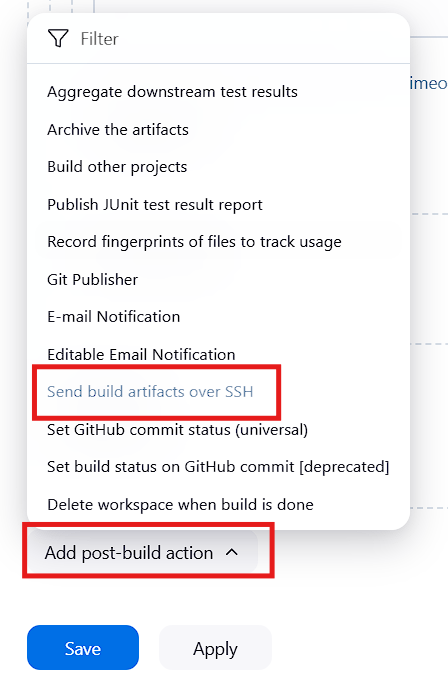 Filter
imeo
Aggregate downstream test results
Archive the artifacts
Build other projects
Publish JUnit test result report
Record fingerprints of files to track usage
Git Publisher
E-mail Notification
Editable Email Notification
Send build artifacts over SSH
Set GitHub commit status (universal)
Set build status on GitHub commit [deprecated]
Delete workspace when build is done
Add post-build action
Save Apply